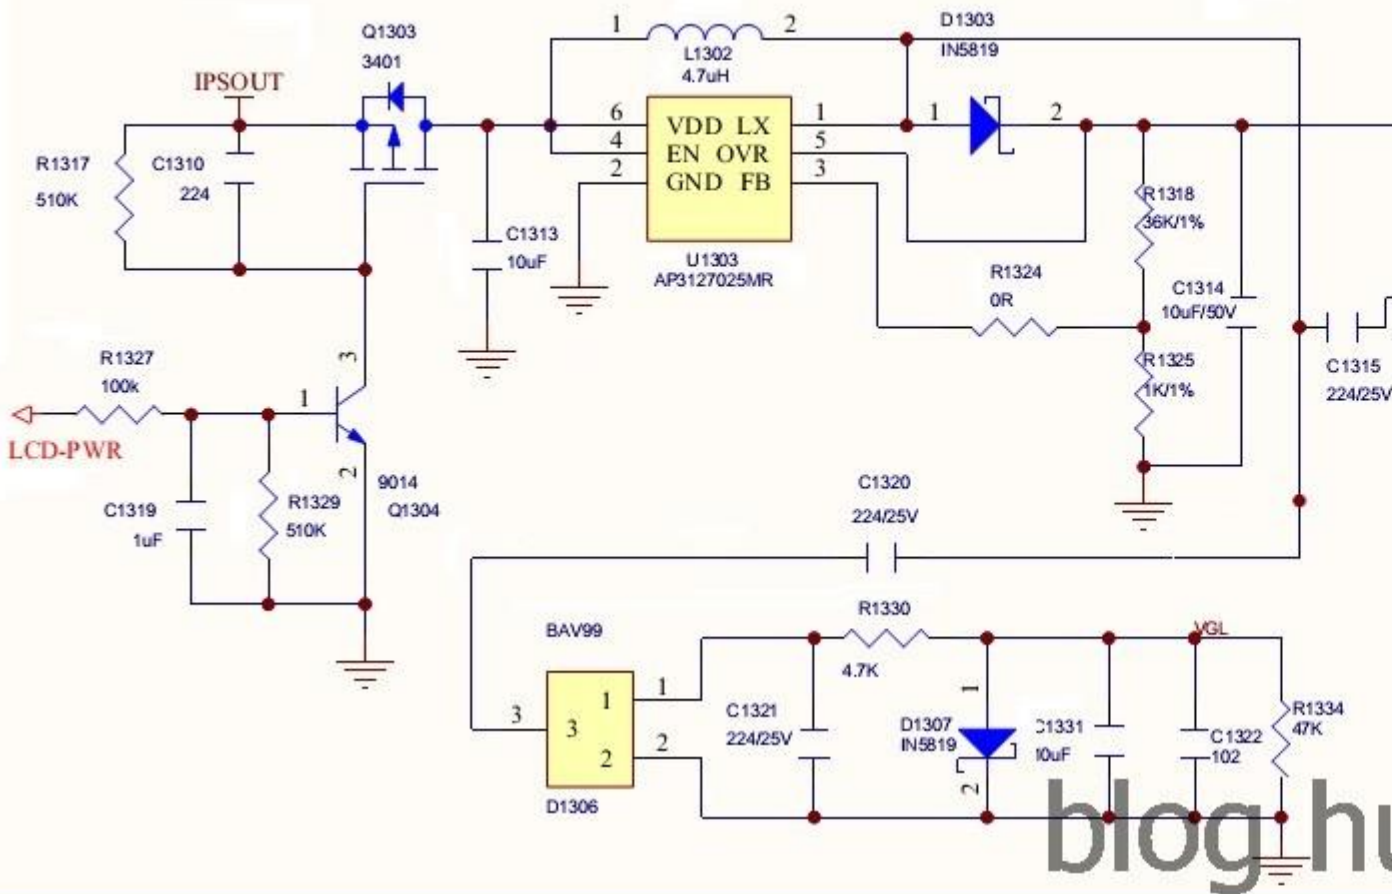 Q1303
3401
IPSOUT
R1317
510K
C1310
224
1
2
L1302
4.7uH
D1303
IN5819
6
4
2
VDD LX
EN OVR
GND FB
1
5
3
1
2
U1303
AP3127025MR
C1313
10uF
R1318
36K/1%
R1324
0R
C1314
10uF/50V
R1325
1K/1%
C1315
224/25V
R1327
100k
LCD-PWR
3
1
2
9014
Q1304
C1319
1uF
R1329
510K
C1320
224/25V
BAV99
3
3
1
2
1
2
D1306
R1330
4.7K
VGL
C1321
224/25V
1
D1307
IN5819
2
C1331
10uF
C1322
102
R1334
47K
blog.hu